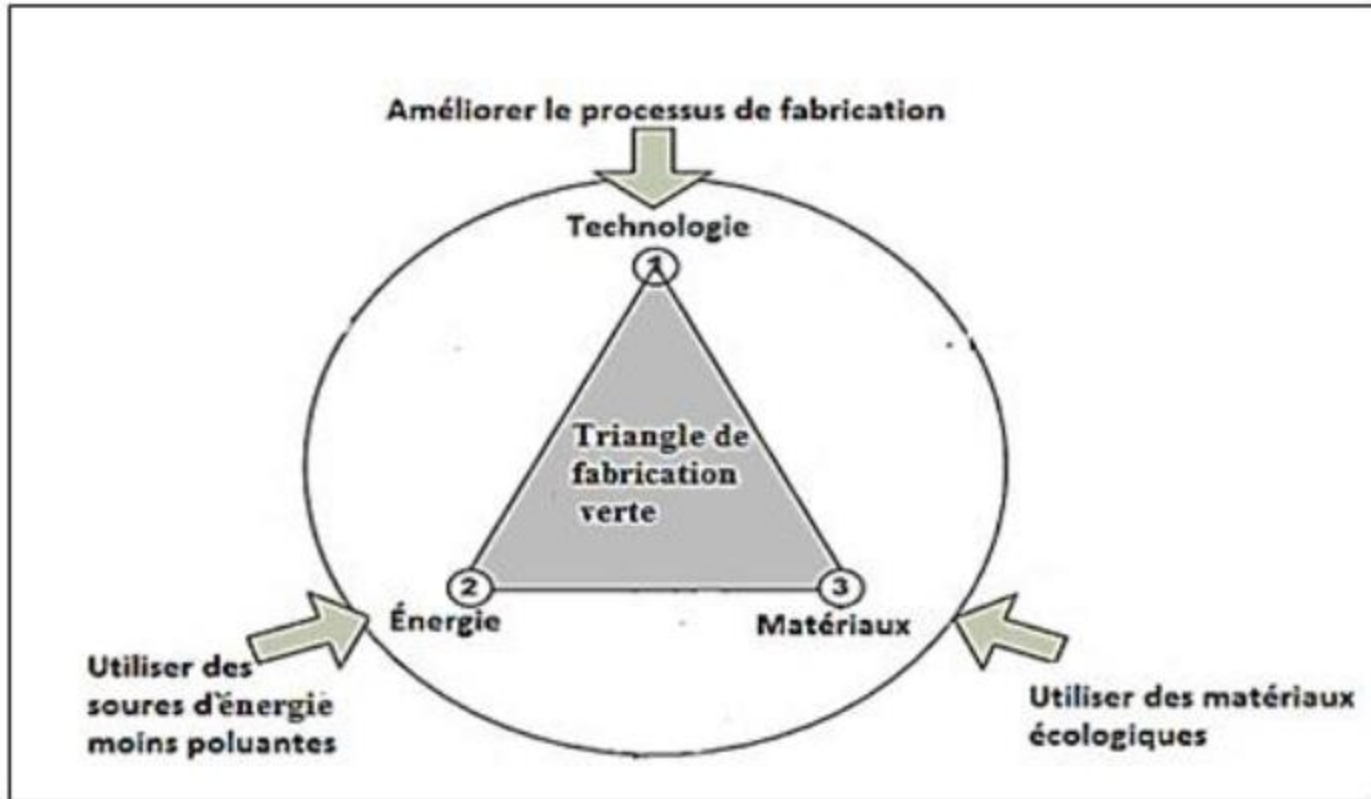 Améliorer le processus de fabrication
Technologie
1
Triangle de
fabrication
verte
2
3
Énergie
Matériaux
Utiliser des
soures d'énergie
moins poluantes
Utiliser des matériaux
écologiques